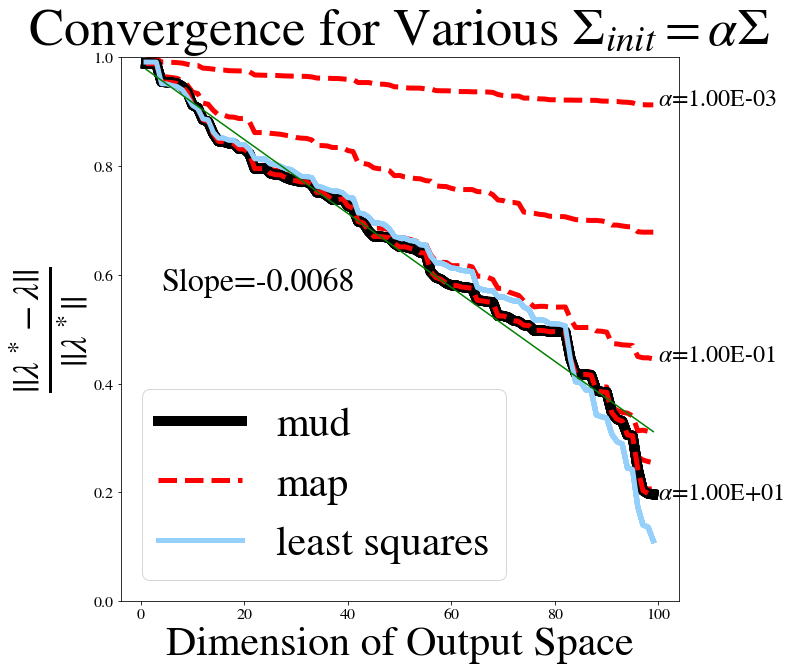 Convergence for Various Σ_init = αΣ
||λ* − λ||
||λ*||
1.0
0.8
0.6
0.4
0.2
0.0
α=1.00E-03
Slope=-0.0068
α=1.00E-01
α=1.00E+01
mud
map
least squares
0 20 40 60 80 100
Dimension of Output Space